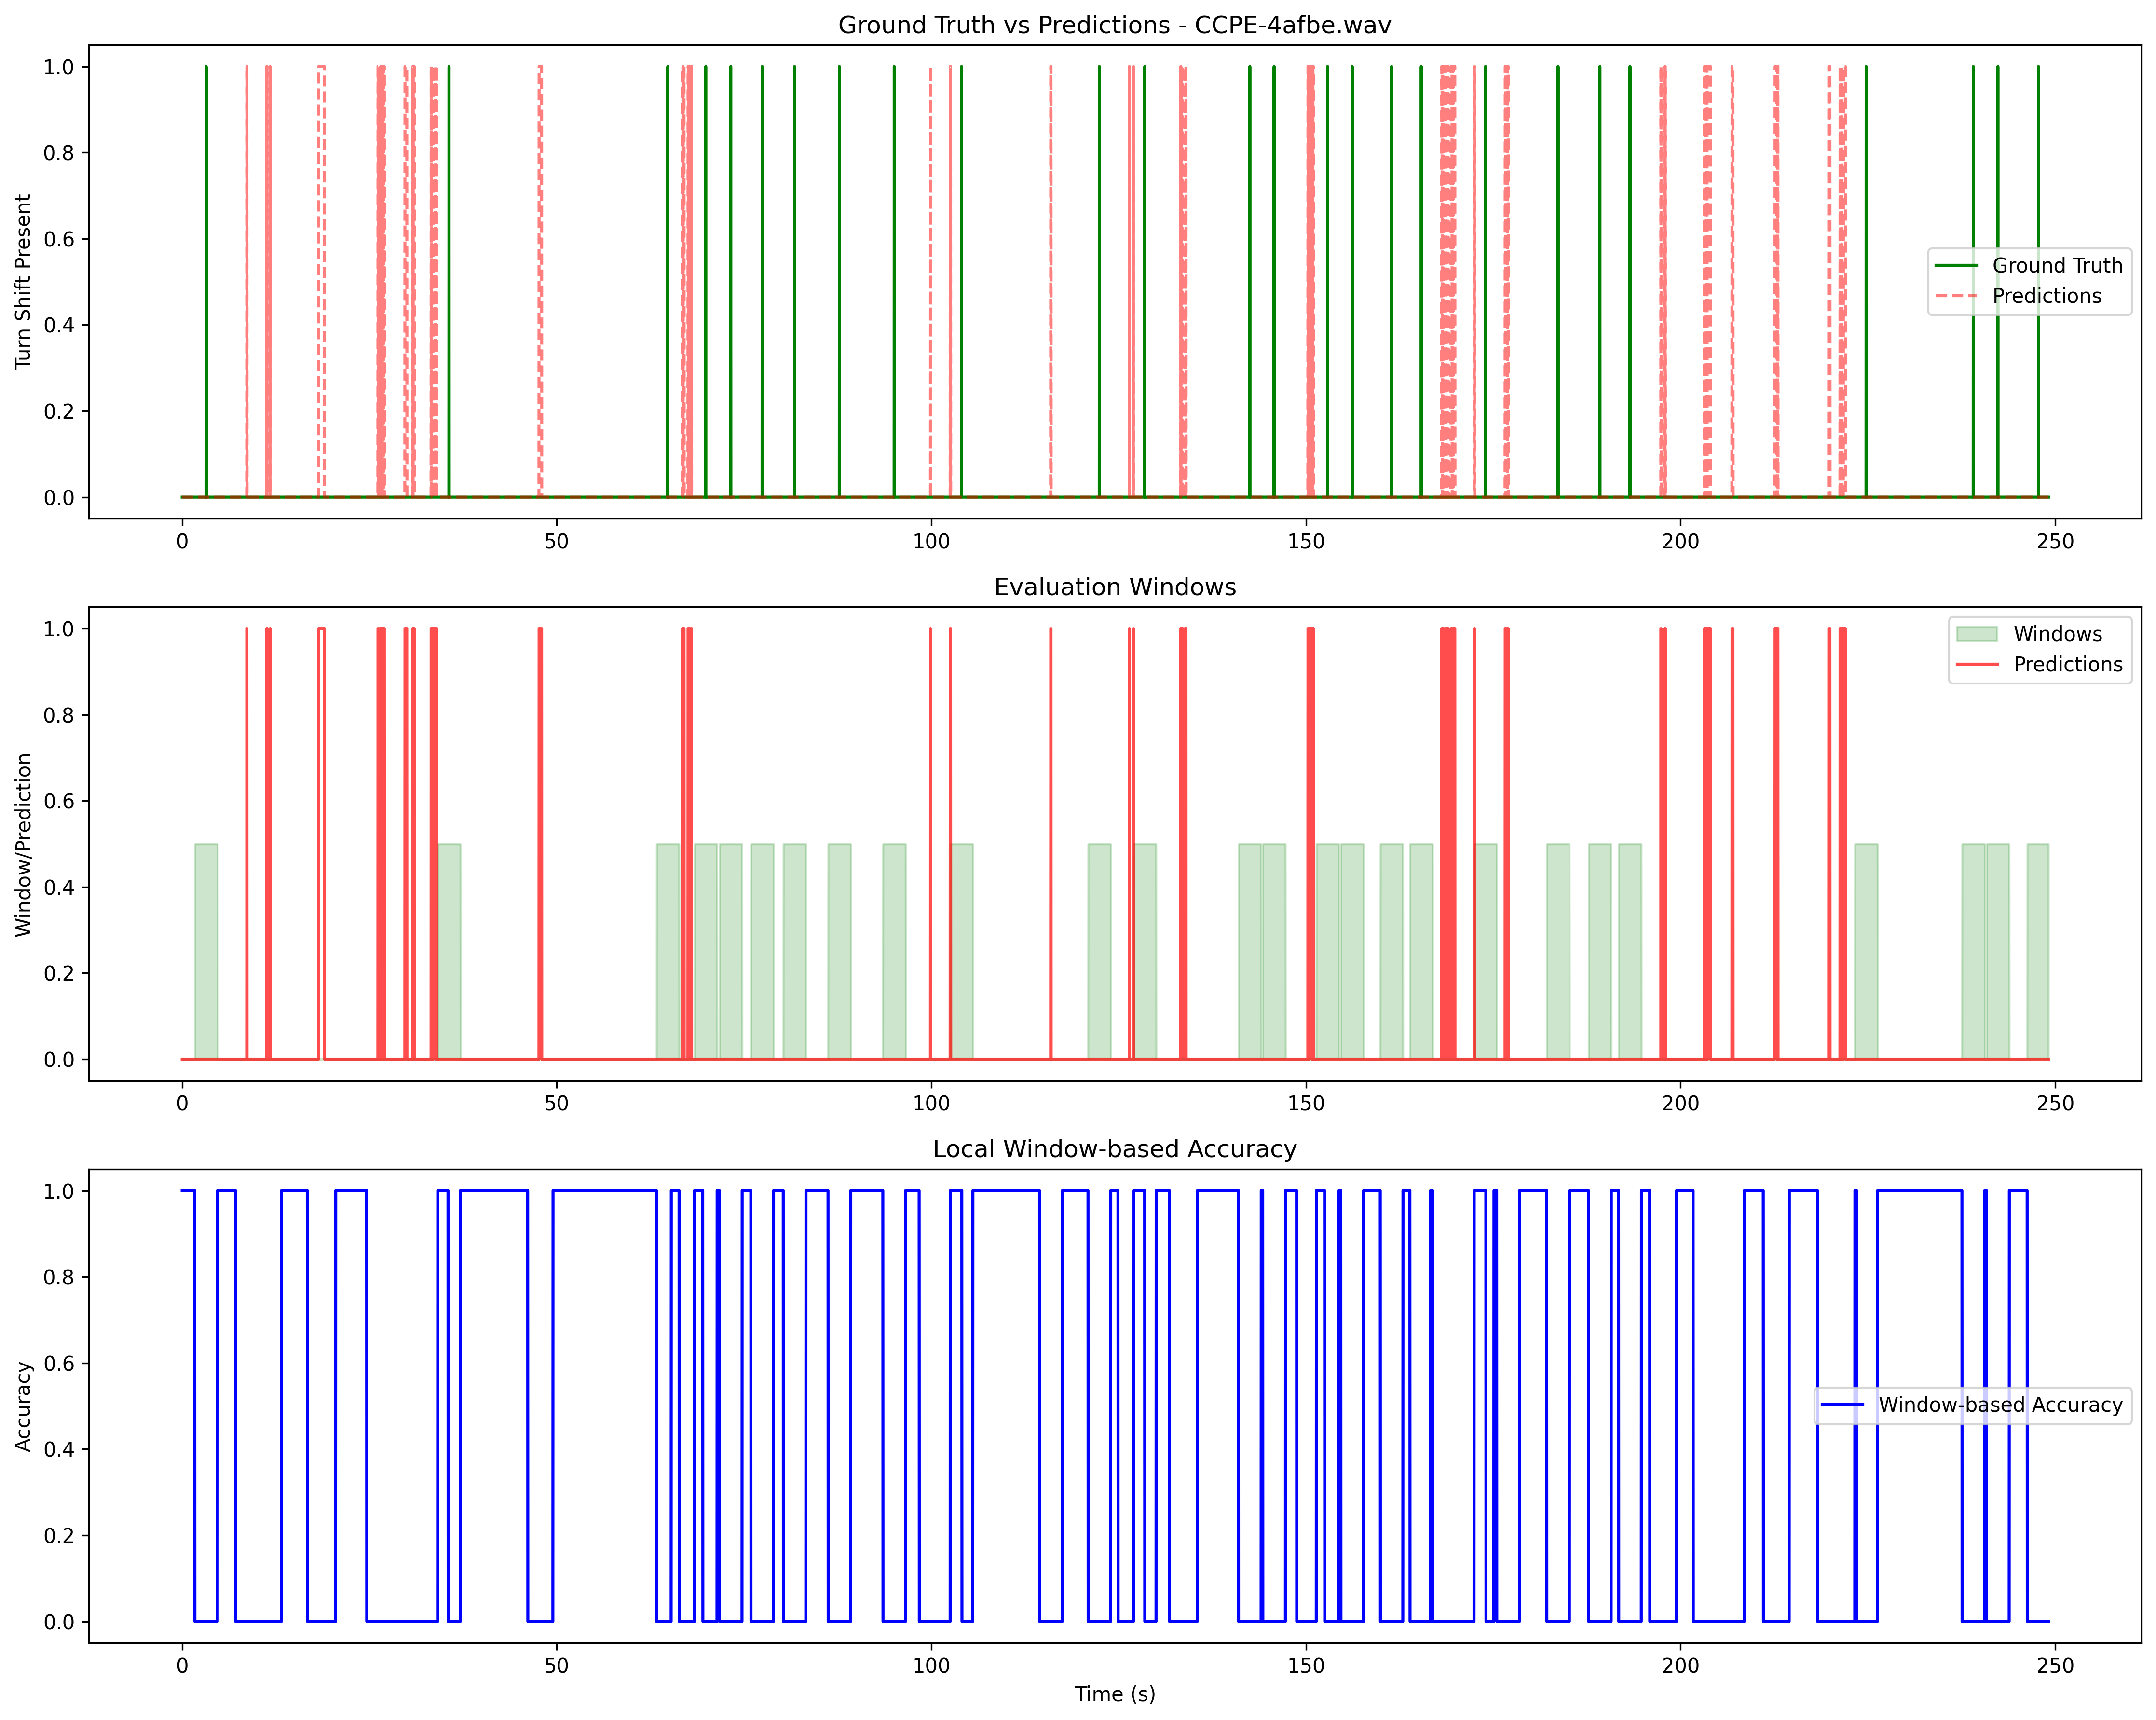 Ground Truth vs Predictions - CCPE-4afbe.wav
Turn Shift Present
1.0
0.8
0.6
0.4
0.2
0.0
Ground Truth
Predictions
0 50 100 150 200 250
Evaluation Windows
Window/Prediction
1.0
0.8
0.6
0.4
0.2
0.0
Windows
Predictions
0 50 100 150 200 250
Local Window-based Accuracy
Accuracy
1.0
0.8
0.6
0.4
0.2
0.0
Window-based Accuracy
0 50 100 150 200 250
Time (s)